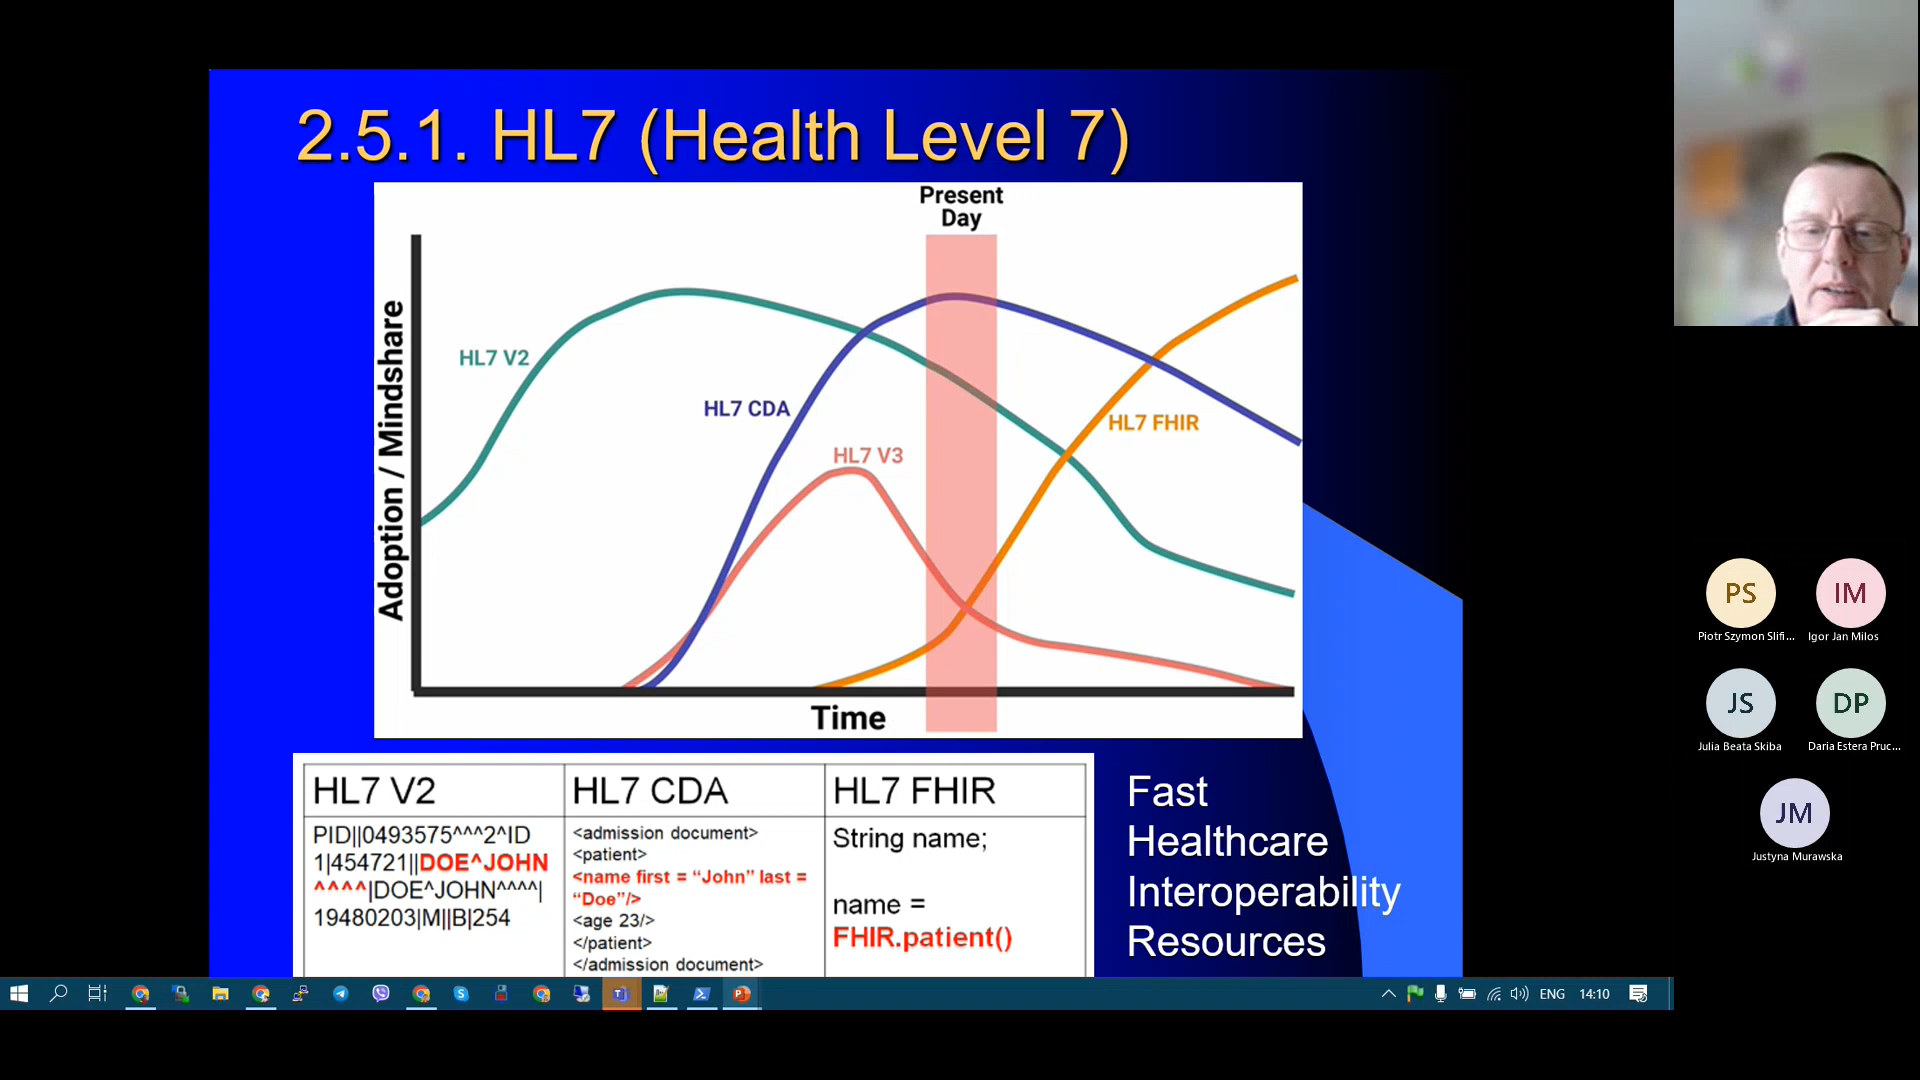 2.5.1. HL7 (Health Level 7)
Present
Day
Adoption / Mindshare
HL7 V2
HL7 CDA
HL7 V3
HL7 FHIR
Time
HL7 V2
PID||0493575^^^2^ID
1|454721||DOE^JOHN
^^^^|DOE^JOHN^^^^|
19480203|M||B|254
HL7 CDA
<admission document>
<patient>
<name first = “John” last =
“Doe”/>
<age 23/>
</patient>
</admission document>
HL7 FHIR
String name;
name =
FHIR.patient()
Fast
Healthcare
Interoperability
Resources
PS
Piotr Szymon Slifi...
IM
Igor Jan Milos
JS
Julia Beata Skiba
DP
Daria Estera Pruc...
JM
Justyna Murawska
ENG
14:10